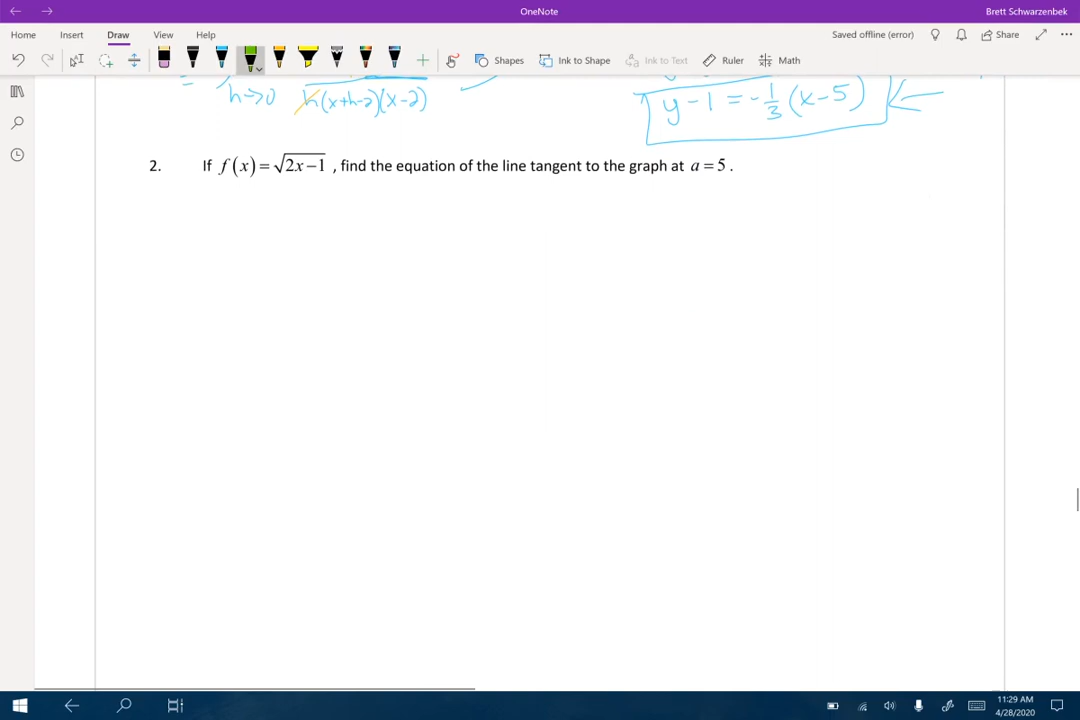 OneNote
Brett Schwarzenbek
Home Insert Draw View Help
Saved offline (error) Share
Shapes Ink to Shape Ink to Text Ruler Math
h→0 h(x+h-2)(x-2)
y-1 = -1/3 (x-5)
2. If f(x) = √2x−1 , find the equation of the line tangent to the graph at a = 5 .
11:29 AM
4/28/2020